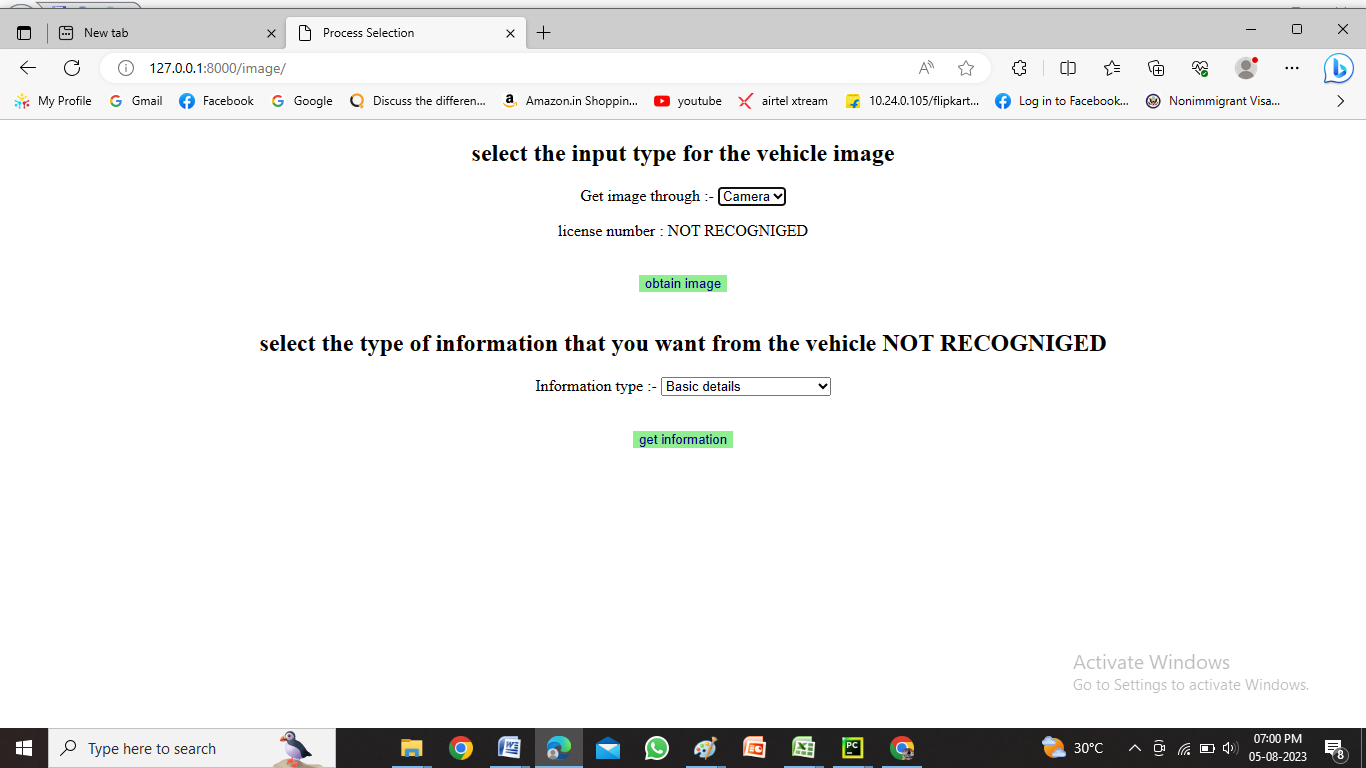 New tab
Process Selection
127.0.0.1:8000/image/
My Profile
Gmail
Facebook
Google
Discuss the differen...
Amazon.in Shoppin...
youtube
airtel xtream
10.24.0.105/flipkart...
Log in to Facebook...
Nonimmigrant Visa...
select the input type for the vehicle image
Get image through :- Camera
license number : NOT RECOGNIGED
obtain image
select the type of information that you want from the vehicle NOT RECOGNIGED
Information type :- Basic details
get information
Activate Windows
Go to Settings to activate Windows.
Type here to search
30°C
07:00 PM
05-08-2023
8